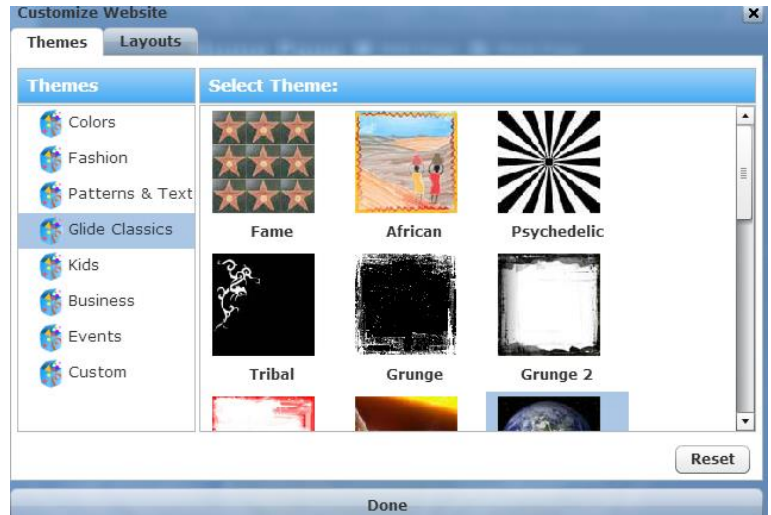 Customize Website
Themes Layouts
Themes
Colors
Fashion
Patterns & Text
Glide Classics
Kids
Business
Events
Custom
Select Theme:
Fame African Psychedelic
Tribal Grunge Grunge 2
Reset
Done